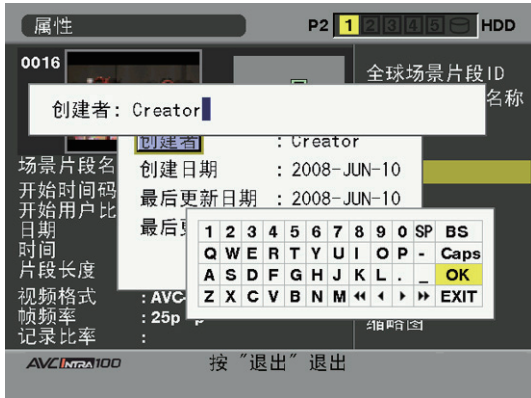 属性 P2 1 2 3 4 5 HDD
0016
全球场景片段ID
名称
创建者: Creator
创建者 : Creator
创建日期 : 2008-JUN-10
最后更新日期 : 2008-JUN-10
最后
场景片段名
开始时间码
开始用户比
日期
时间
片段长度
视频格式 : AVC-
帧频率 : 25p
记录比率 :
1 2 3 4 5 6 7 8 9 0 SP BS
Q W E R T Y U I O P - Caps
A S D F G H J K L . _ OK
Z X C V B N M ◀◀ ◀ ▶ ▶▶ EXIT
缩略图
AVC INTRA 100
按 "退出" 退出